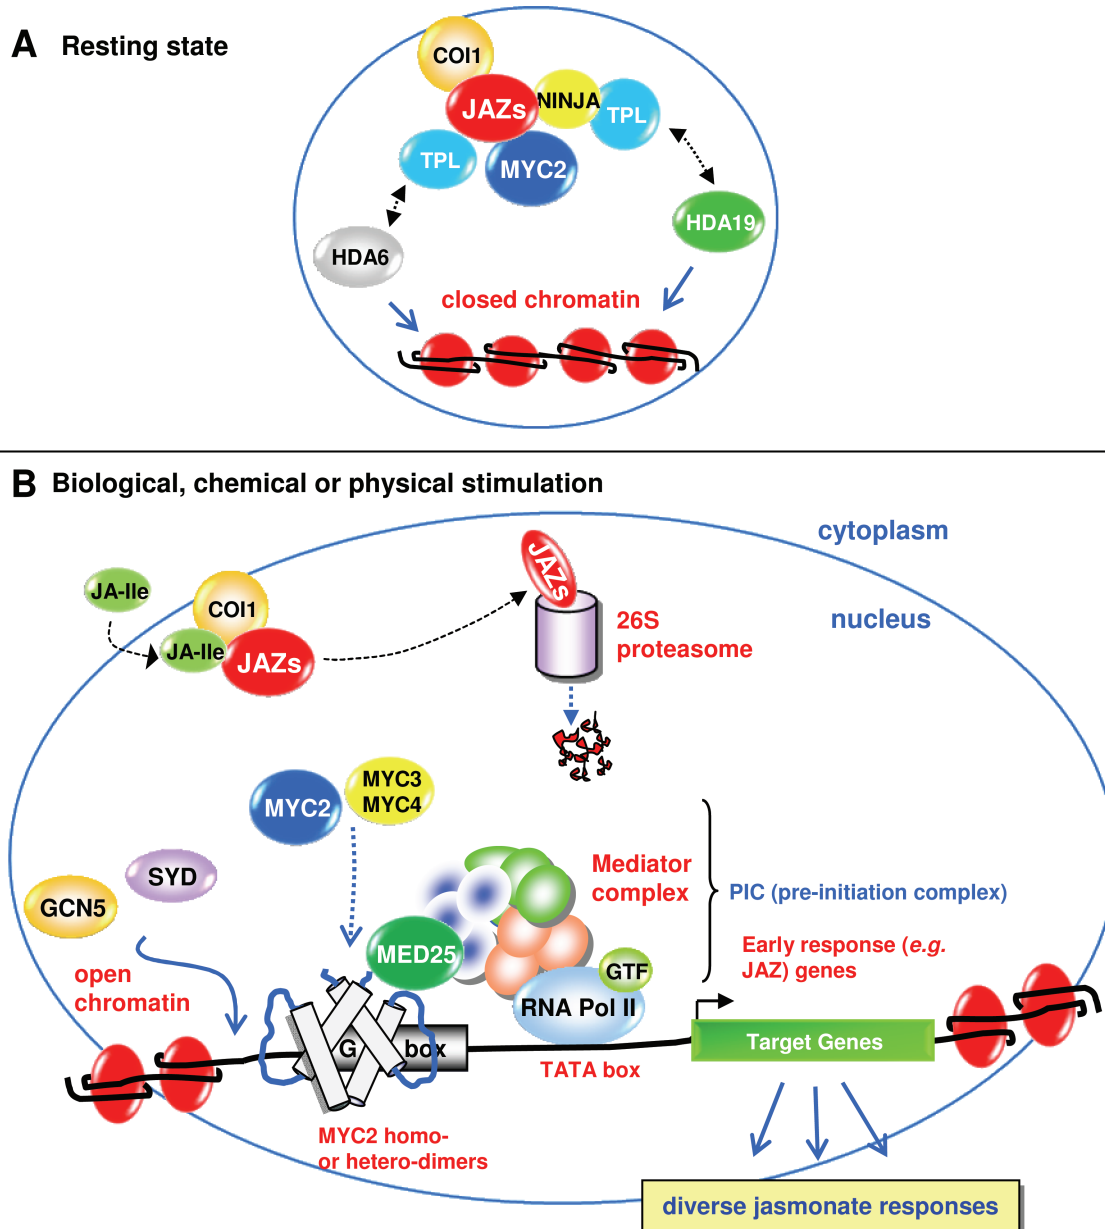 A Resting state
COI1
JAZs
NINJA
TPL
TPL
MYC2
HDA19
HDA6
closed chromatin
B Biological, chemical or physical stimulation
cytoplasm
nucleus
JA-Ile
COI1
JA-Ile
JAZs
JAZs
26S
proteasome
MYC2
MYC3
MYC4
SYD
GCN5
Mediator
complex
PIC (pre-initiation complex)
MED25
Early response (e.g.
JAZ) genes
GTF
RNA Pol II
open
chromatin
G box
TATA box
Target Genes
MYC2 homo-
or hetero-dimers
diverse jasmonate responses